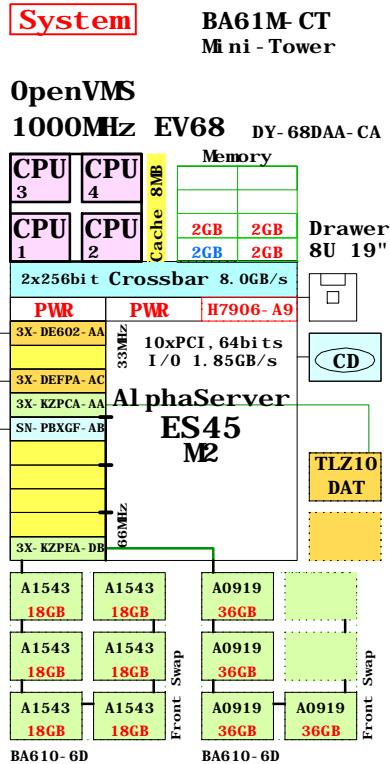 System
BA61M-CT
Mini-Tower
OpenVMS
1000MHz EV68 DY-68DAA-CA
Memory
CPU
3
CPU
4
CPU
1
CPU
2
Cache 8MB
2GB 2GB
2GB 2GB
Drawer
8U 19"
2x256bit Crossbar 8.0GB/s
PWR PWR H7906-A9
3X-DE602-AA
3X-DEFPA-AC
3X-KZPCA-AA
SN-PBXGF-AB
3X-KZPEA-DB
33MHz
66MHz
10xPCI,64bits
I/O 1.85GB/s
AlphaServer
ES45
M2
CD
TLZ10
DAT
A1543
18GB
A1543
18GB
A0919
36GB
A1543
18GB
A1543
18GB
A0919
36GB
A1543
18GB
A1543
18GB
A0919
36GB
A0919
36GB
Front Swap
Front Swap
BA610-6D BA610-6D